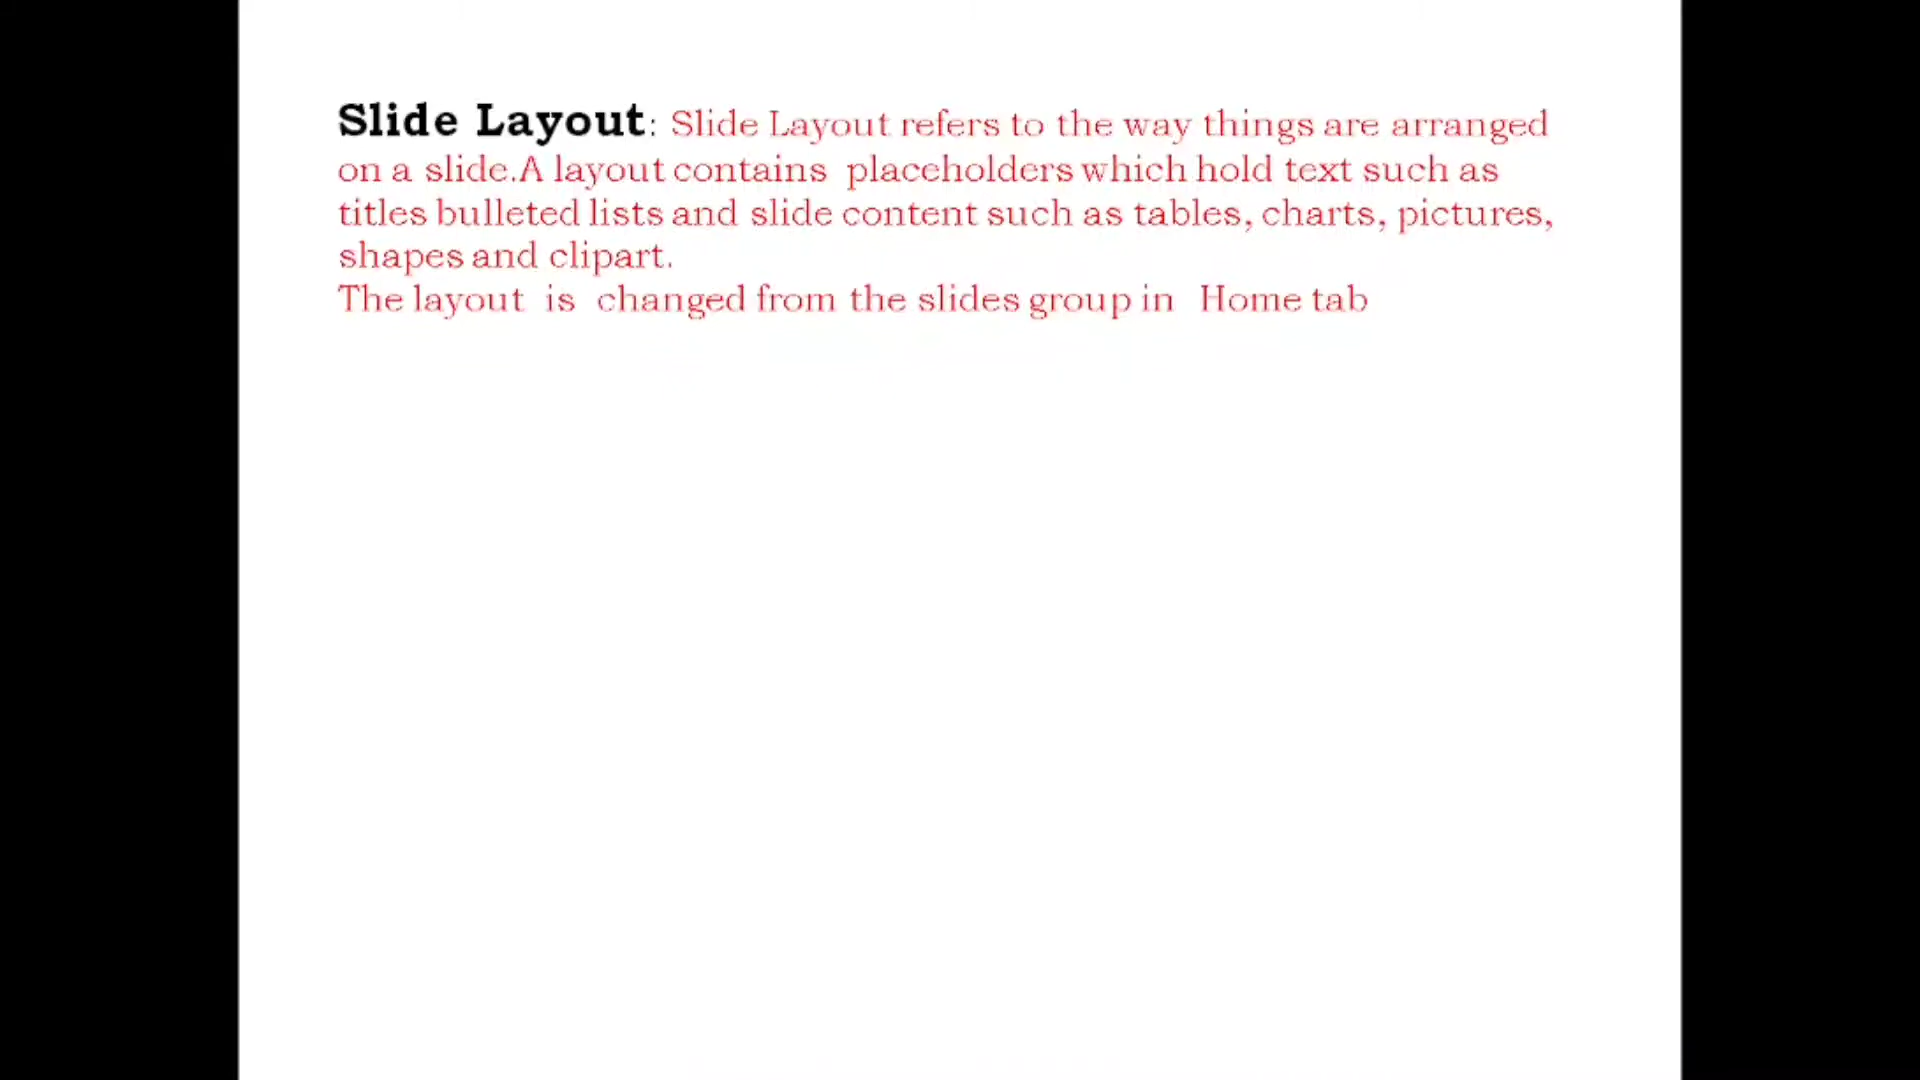 Slide Layout: Slide Layout refers to the way things are arranged
on a slide.A layout contains placeholders which hold text such as
titles bulleted lists and slide content such as tables, charts, pictures,
shapes and clipart.
The layout is changed from the slides group in Home tab